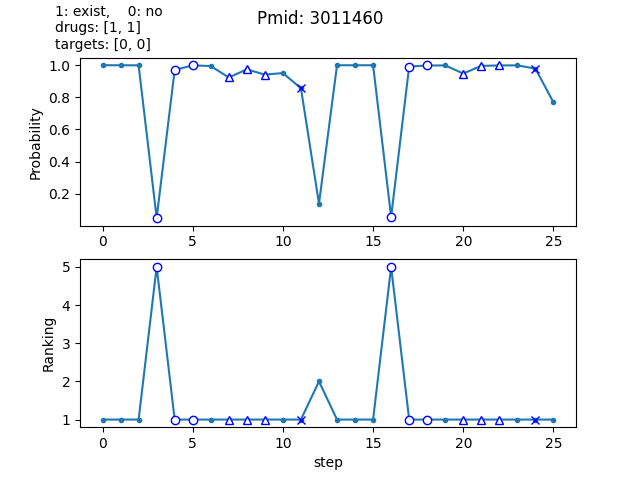 1: exist,    0: no
drugs: [1, 1]
targets: [0, 0]
Pmid: 3011460
1.0
0.8
0.6
0.4
0.2
Probability
0 5 10 15 20 25
5
4
3
2
1
Ranking
0 5 10 15 20 25
step